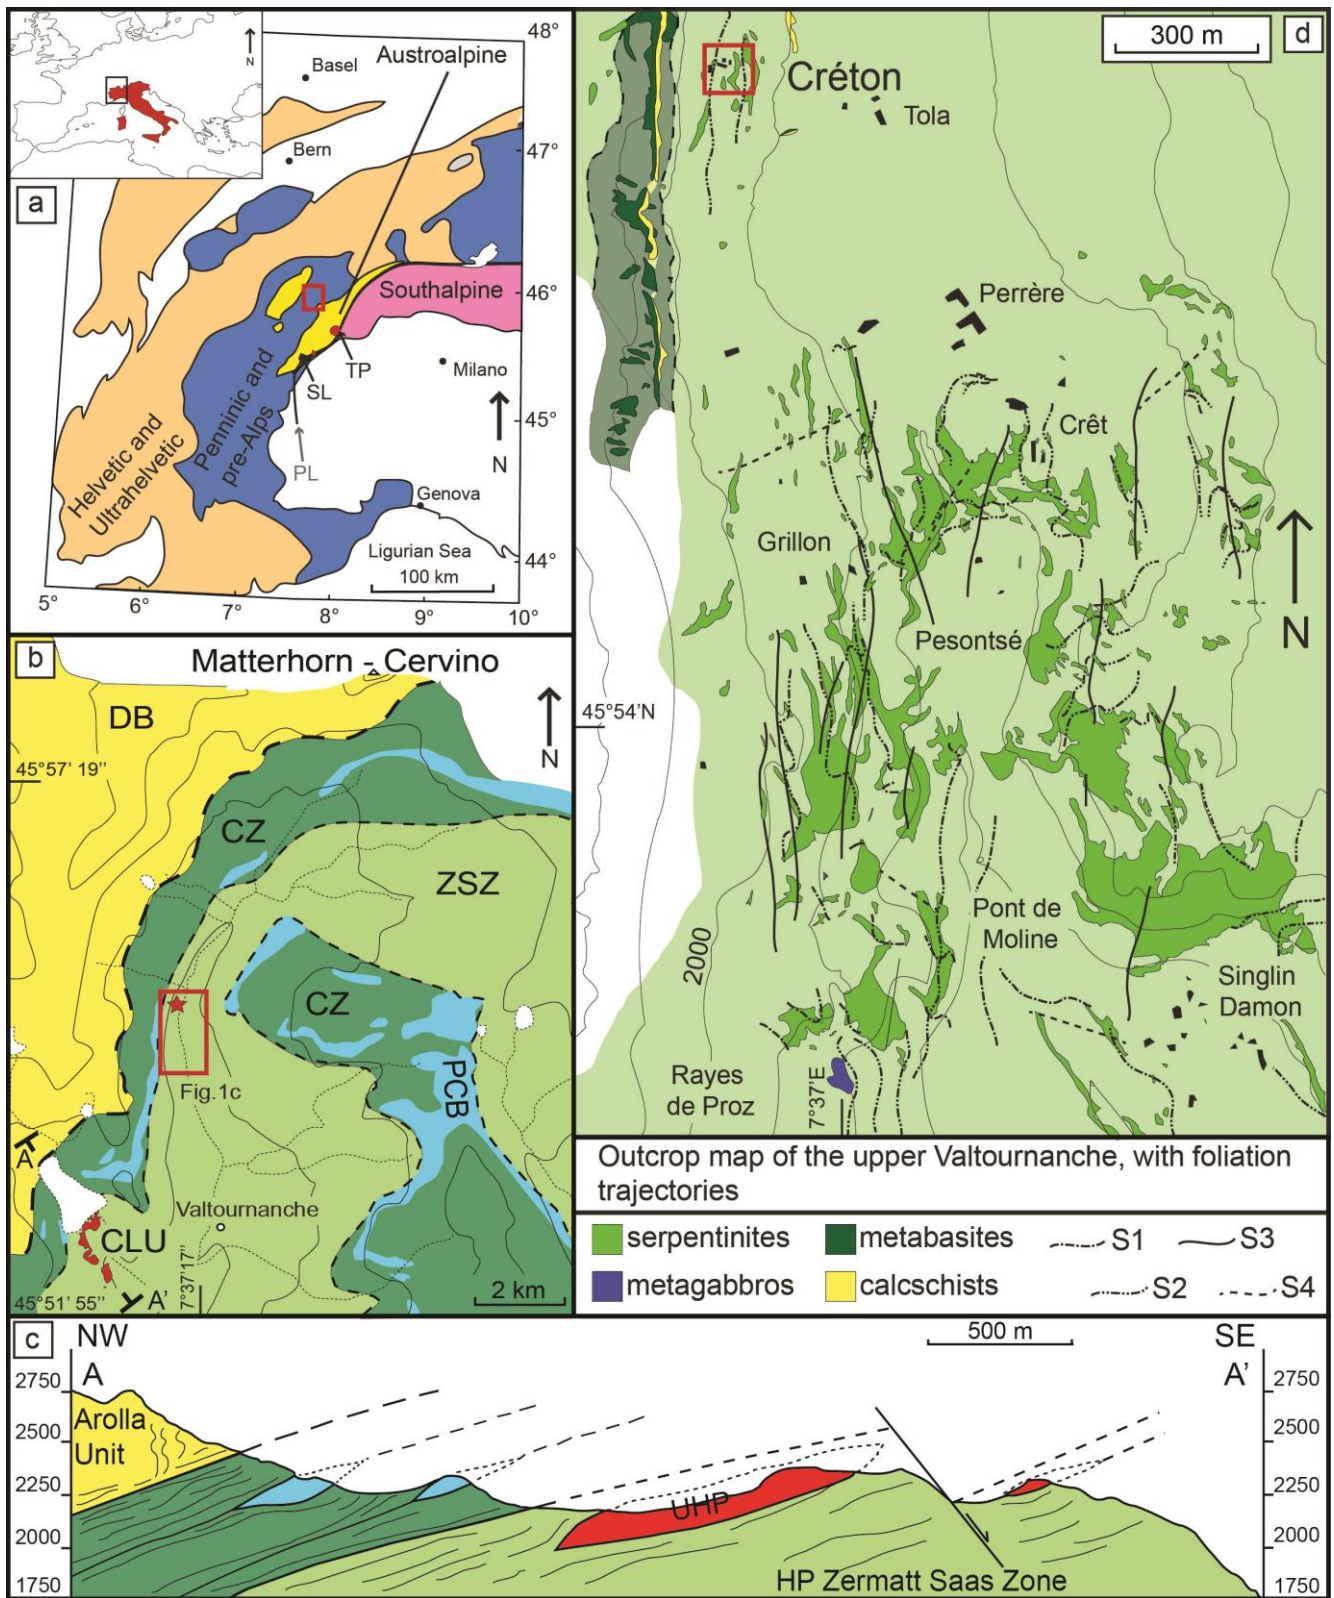 N
a
48°
Basel
Austroalpine
Bern
47°
Southalpine
46°
TP
Milano
SL
45°
PL
N
Penninic and
pre-Alps
Helvetic and
Ultrahelvetic
Genova
Ligurian Sea
44°
100 km
5°
6°
7°
8°
9°
10°
b
Matterhorn - Cervino
DB
N
45°57' 19''
CZ
ZSZ
CZ
PCB
Fig.1c
A
Valtournanche
CLU
7°37'17''
2 km
45°51' 55''
A'
300 m
d
Créton
Tola
Perrère
Crêt
Grillon
N
Pesontsé
45°54'N
2000
Pont de
Moline
Singlin
Damon
Rayes
de Proz
7°37'E
Outcrop map of the upper Valtournanche, with foliation
trajectories
serpentinites
metabasites
S1
S3
metagabbros
calcschists
S2
S4
c
NW
500 m
SE
A
A'
2750
2750
Arolla
Unit
2500
2500
2250
2250
UHP
2000
2000
HP Zermatt Saas Zone
1750
1750